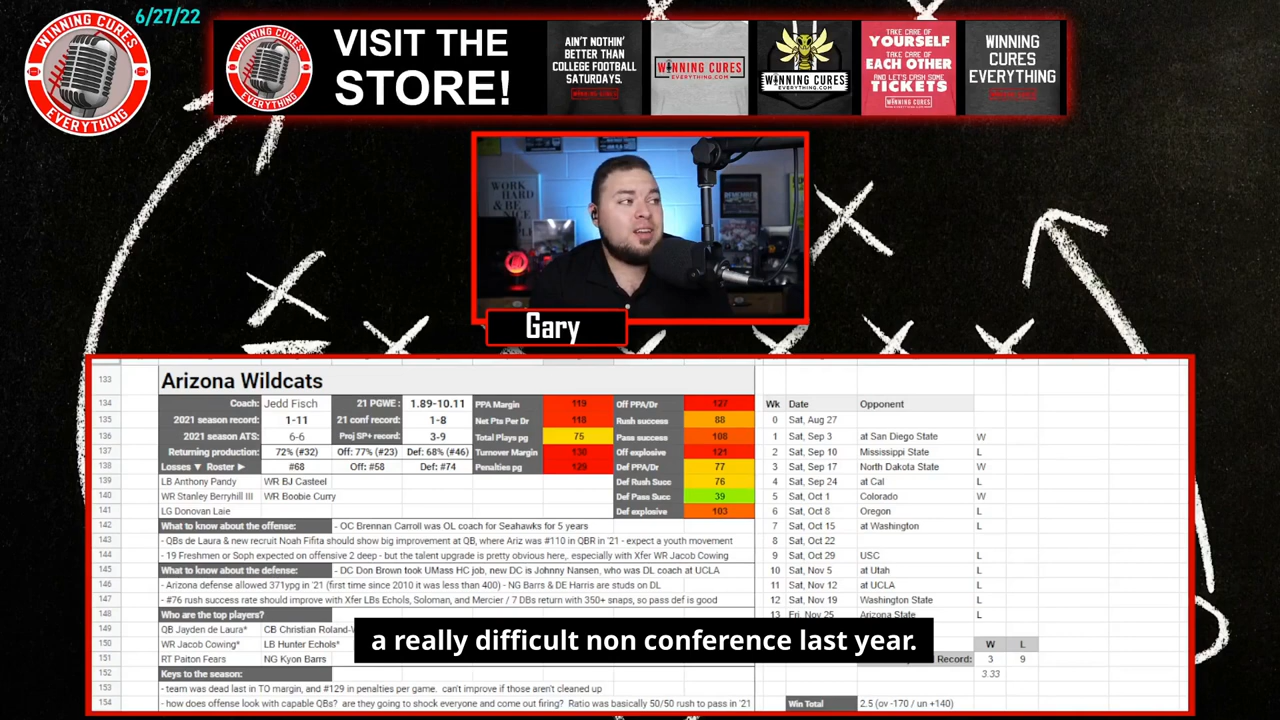 6/27/22
WINNING CURES
EVERYTHING
WINNING CURES
EVERYTHING
VISIT THE
STORE!
AIN'T NOTHIN'
BETTER THAN
COLLEGE FOOTBALL
SATURDAYS.
WINNING CURES
EVERYTHING.COM
WINNING CURES
EVERYTHING.COM
TAKE CARE OF
YOURSELF
TAKE CARE OF
EACH OTHER
AND LET'S CASH SOME
TICKETS
WINNING CURES
WINNING
CURES
EVERYTHING
WORK
HARD
& BE
NICE
Gary
133 Arizona Wildcats
134 Coach: Jedd Fisch 21 PGWE : 1.89-10.11 PPA Margin 119 Off PPA/Dr 127 Wk Date Opponent
135 2021 season record: 1-11 21 conf record: 1-8 Net Pts Per Dr 118 Rush success 88 0 Sat, Aug 27
136 2021 season ATS: 6-6 Proj SP+ record: 3-9 Total Plays pg 75 Pass success 108 1 Sat, Sep 3 at San Diego State W
137 Returning production: 72% (#32) Off: 77% (#23) Def: 68% (#46) Turnover Margin 130 Off explosive 121 2 Sat, Sep 10 Mississippi State L
138 Losses ▼ Roster ► #68 Off: #58 Def: #74 Penalties pg 129 Def PPA/Dr 77 3 Sat, Sep 17 North Dakota State W
139 LB Anthony Pandy WR BJ Casteel Def Rush Succ 76 4 Sat, Sep 24 at Cal L
140 WR Stanley Berryhill III WR Boobie Curry Def Pass Succ 39 5 Sat, Oct 1 Colorado W
141 LG Donovan Laie Def explosive 103 6 Sat, Oct 8 Oregon L
142 What to know about the offense: - OC Brennan Carroll was OL coach for Seahawks for 5 years 7 Sat, Oct 15 at Washington L
143 - QBs de Laura & new recruit Noah Fifita should show big improvement at QB, where Ariz was #110 in QBR in '21 - expect a youth movement 8 Sat, Oct 22
144 - 19 Freshmen or Soph expected on offensive 2 deep - but the talent upgrade is pretty obvious here,. especially with Xfer WR Jacob Cowing 9 Sat, Oct 29 USC L
145 What to know about the defense: - DC Don Brown took UMass HC job, new DC is Johnny Nansen, who was DL coach at UCLA 10 Sat, Nov 5 at Utah L
146 - Arizona defense allowed 371ypg in '21 (first time since 2010 it was less than 400) - NG Barrs & DE Harris are studs on DL 11 Sat, Nov 12 at UCLA L
147 - #76 rush success rate should improve with Xfer LBs Echols, Soloman, and Mercier / 7 DBs return with 350+ snaps, so pass def is good 12 Sat, Nov 19 Washington State L
148 Who are the top players? 13 Fri, Nov 25 Arizona State L
149 QB Jayden de Laura* CB Christian Roland-
a really difficult non conference last year.
150 WR Jacob Cowing* LB Hunter Echols* W L
151 RT Paiton Fears NG Kyon Barrs Record: 3 9
152 Keys to the season: 3.33
153 - team was dead last in TO margin, and #129 in penalties per game. can't improve if those aren't cleaned up
154 - how does offense look with capable QBs? are they going to shock everyone and come out firing? Ratio was basically 50/50 rush to pass in '21 Win Total 2.5 (ov -170 / un +140)